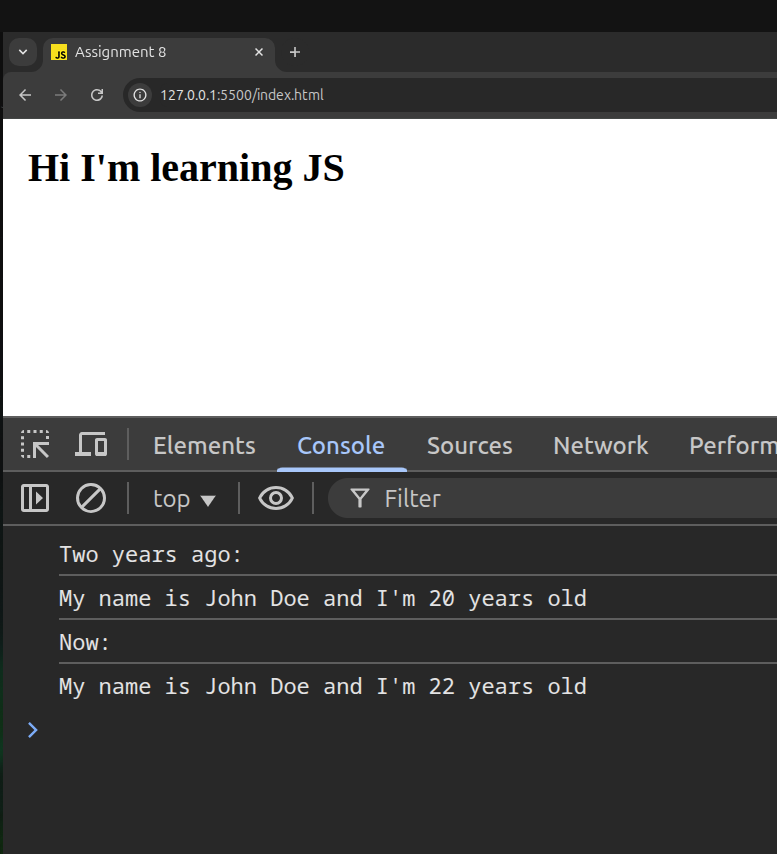 JS Assignment 8
127.0.0.1:5500/index.html
Hi I'm learning JS
Elements Console Sources Network Perform
top Filter
Two years ago:
My name is John Doe and I'm 20 years old
Now:
My name is John Doe and I'm 22 years old